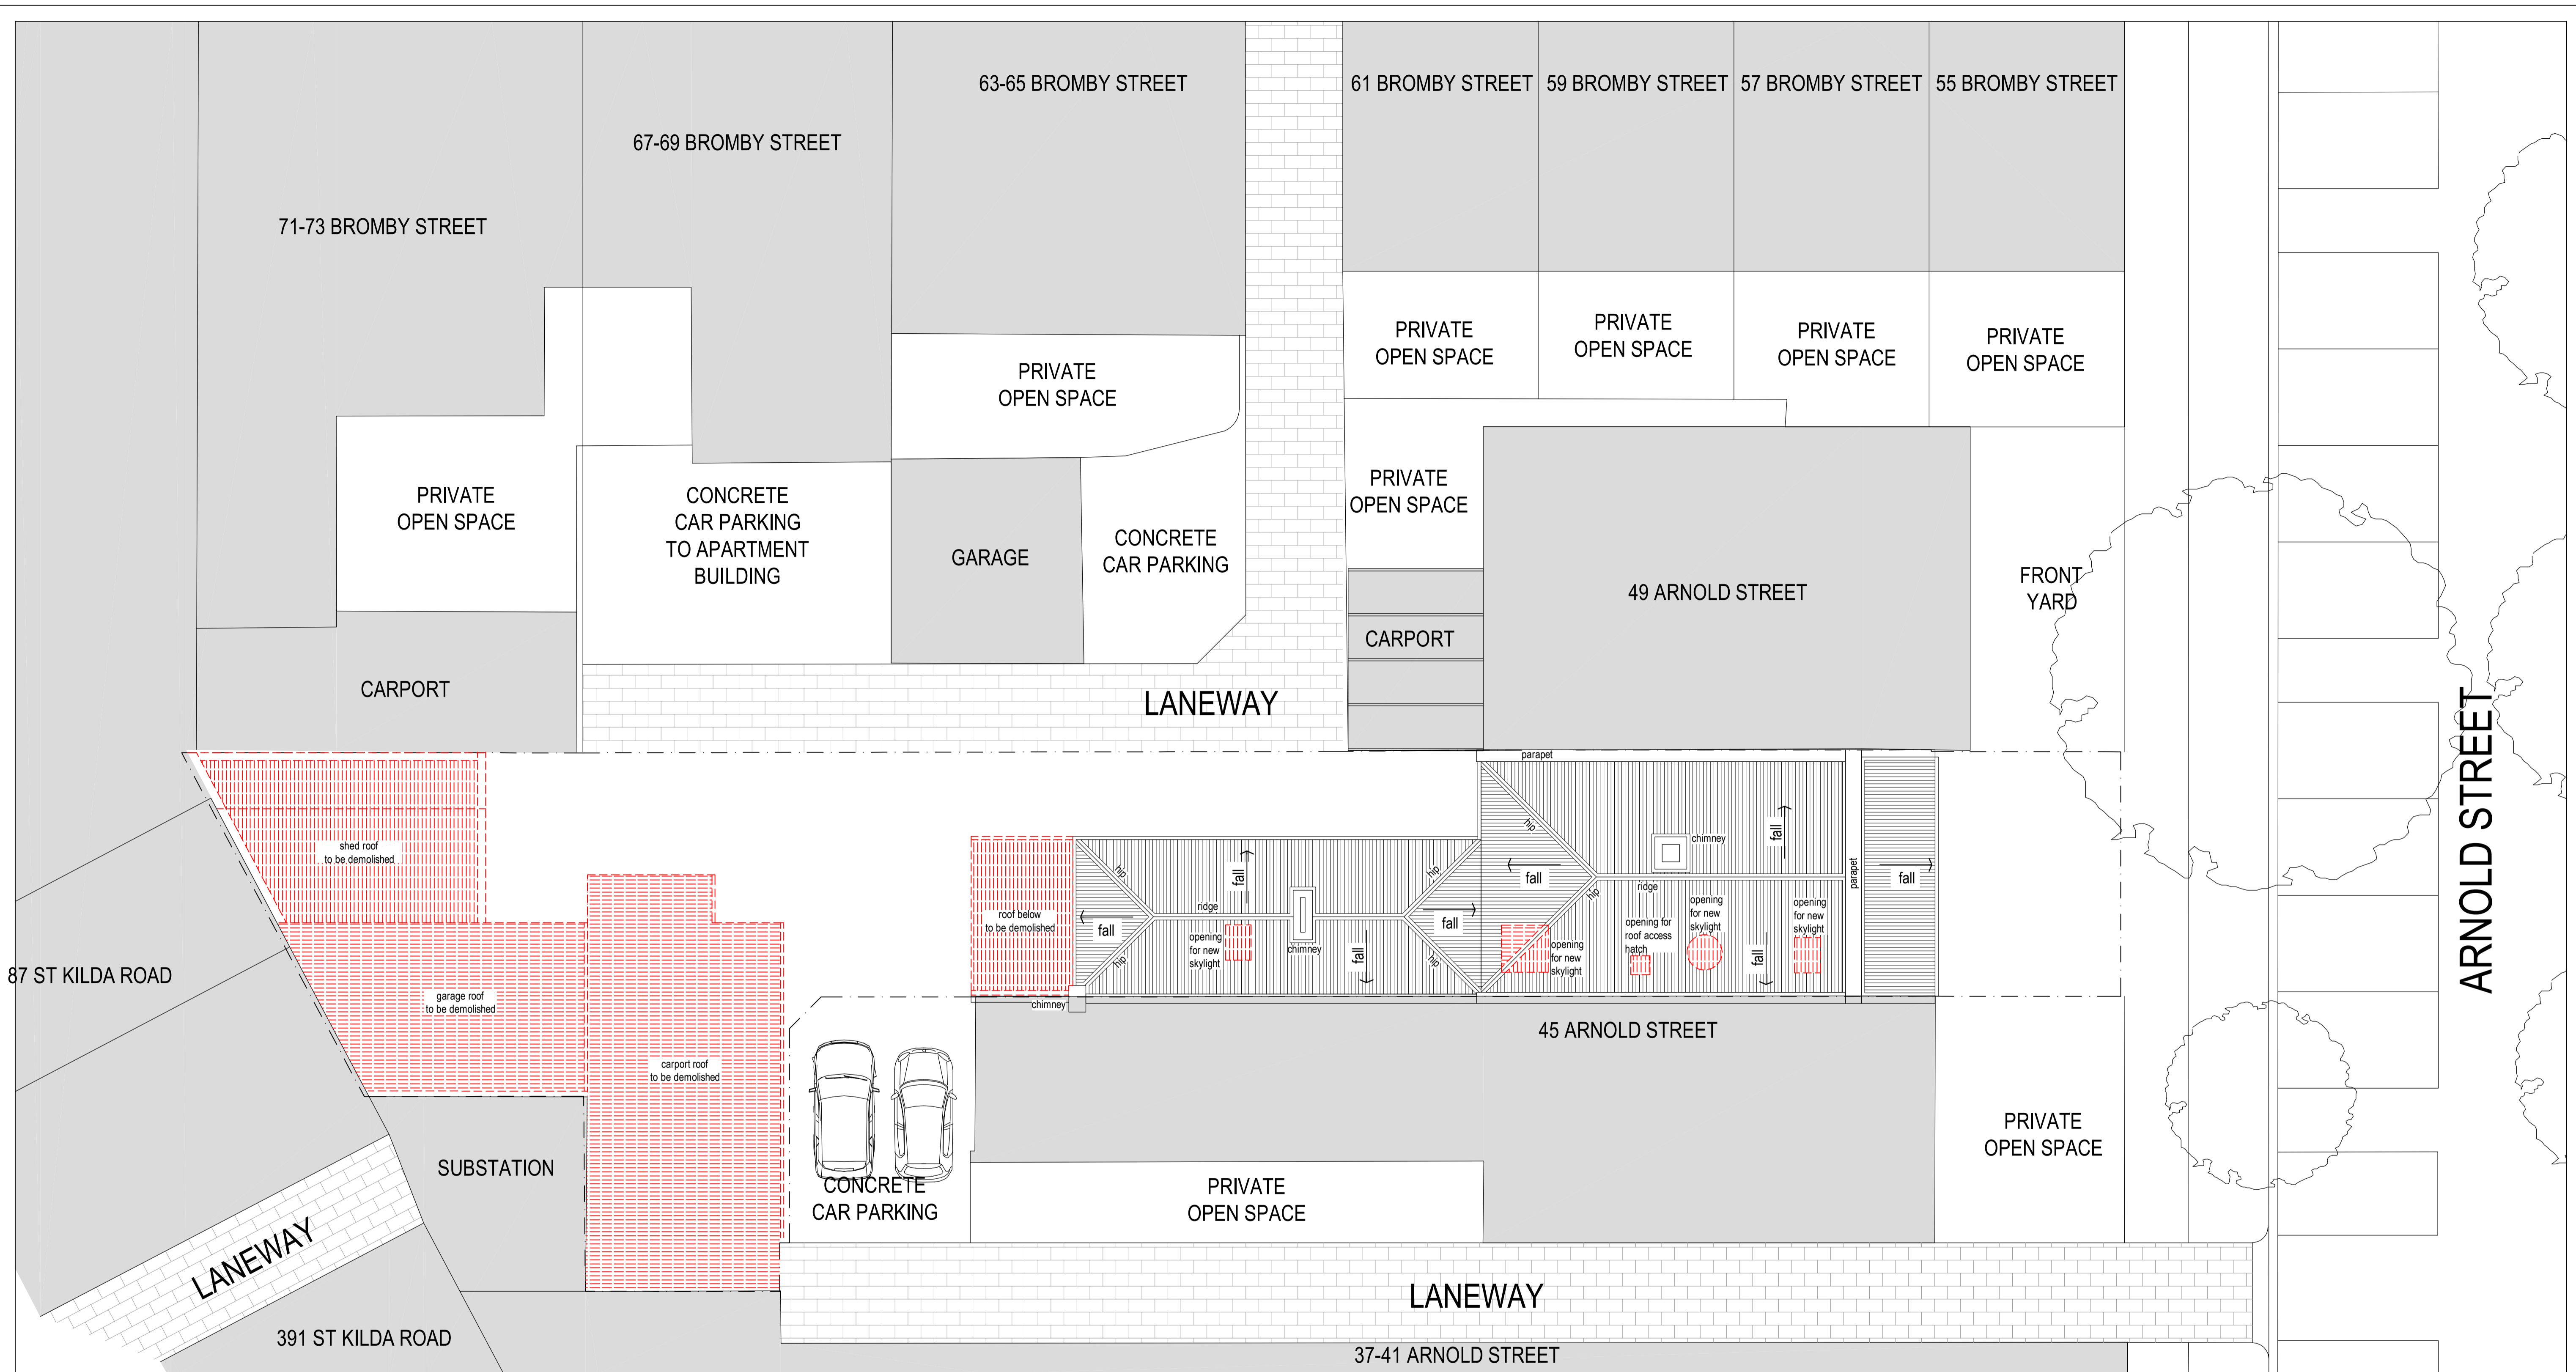 63-65 BROMBY STREET
61 BROMBY STREET
59 BROMBY STREET
57 BROMBY STREET
55 BROMBY STREET
67-69 BROMBY STREET
71-73 BROMBY STREET
PRIVATE
OPEN SPACE
PRIVATE
OPEN SPACE
PRIVATE
OPEN SPACE
PRIVATE
OPEN SPACE
PRIVATE
OPEN SPACE
PRIVATE
OPEN SPACE
CONCRETE
CAR PARKING
TO APARTMENT
BUILDING
GARAGE
CONCRETE
CAR PARKING
PRIVATE
OPEN SPACE
49 ARNOLD STREET
FRONT
YARD
CARPORT
CARPORT
LANEWAY
ARNOLD STREET
parapet
shed roof
to be demolished
roof below
to be demolished
hip
hip
fall
fall
ridge
chimney
hip
fall
hip
fall
opening
for new
skylight
hip
fall
chimney
fall
ridge
hip
opening
for new
skylight
opening for
roof access
hatch
opening
for new
skylight
fall
opening
for new
skylight
parapet
fall
chimney
87 ST KILDA ROAD
garage roof
to be demolished
carport roof
to be demolished
45 ARNOLD STREET
SUBSTATION
CONCRETE
CAR PARKING
PRIVATE
OPEN SPACE
PRIVATE
OPEN SPACE
LANEWAY
LANEWAY
391 ST KILDA ROAD
37-41 ARNOLD STREET